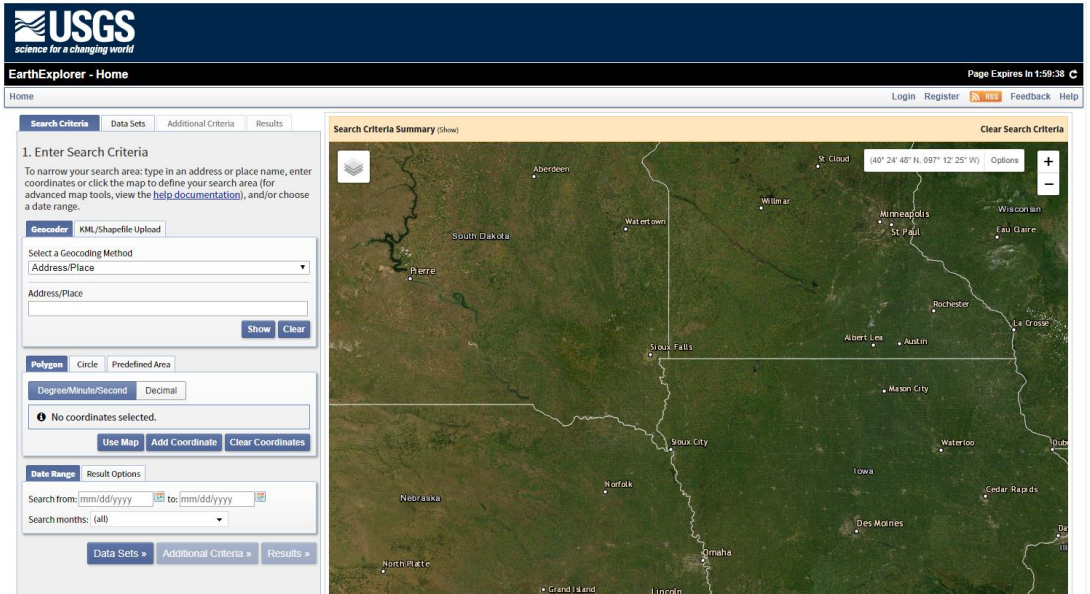 USGS
science for a changing world
EarthExplorer - Home
Page Expires In 1:59:38
Home
Login Register RSS Feedback Help
Search Criteria Data Sets Additional Criteria Results
Search Criteria Summary (Show)
Clear Search Criteria
1. Enter Search Criteria
To narrow your search area: type in an address or place name, enter
coordinates or click the map to define your search area (for
advanced map tools, view the help documentation), and/or choose
a date range.
Geocoder KML/Shapefile Upload
Select a Geocoding Method
Address/Place
Address/Place
Show Clear
Polygon Circle Predefined Area
Degree/Minute/Second Decimal
No coordinates selected.
Use Map Add Coordinate Clear Coordinates
Date Range Result Options
Search from: mm/dd/yyyy to: mm/dd/yyyy
Search months: (all)
Data Sets » Additional Criteria » Results »
(40° 24' 48" N, 097° 12' 25" W) Options
+
−
Aberdeen
St Cloud
Willmar
Minneapolis
St Paul
Wisconsin
Eau Claire
Watertown
South Dakota
Pierre
Rochester
La Crosse
Albert Lea
Austin
Sioux Falls
Mason City
Sioux City
Waterloo
Dub
Iowa
Norfolk
Nebraska
Cedar Rapids
Des Moines
Da
Ill
Omaha
North Platte
Grand Island
Lincoln